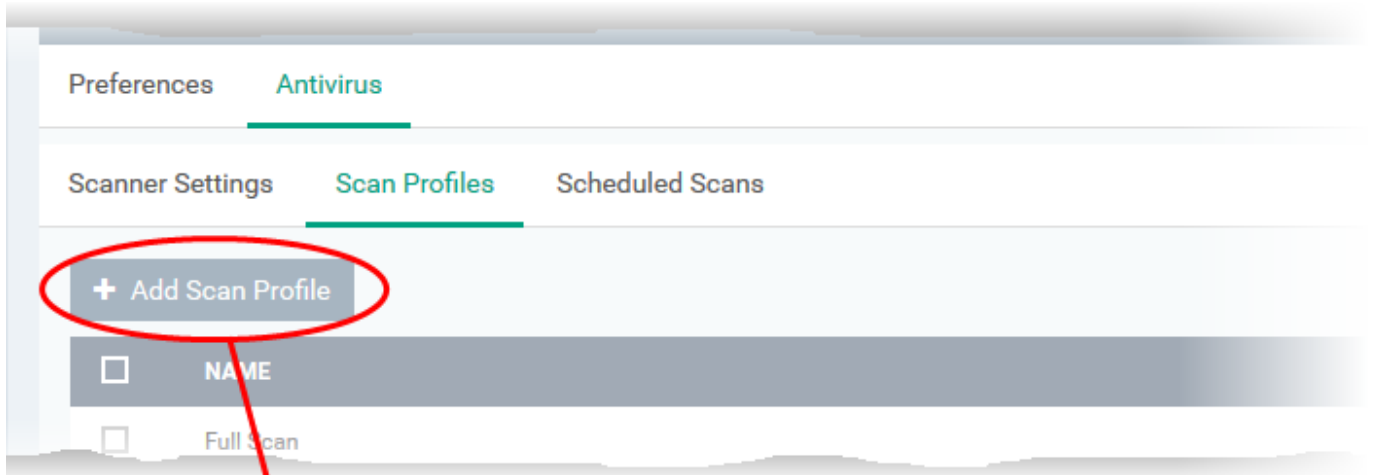 Preferences Antivirus
Scanner Settings Scan Profiles Scheduled Scans
+ Add Scan Profile
NAME
Full Scan